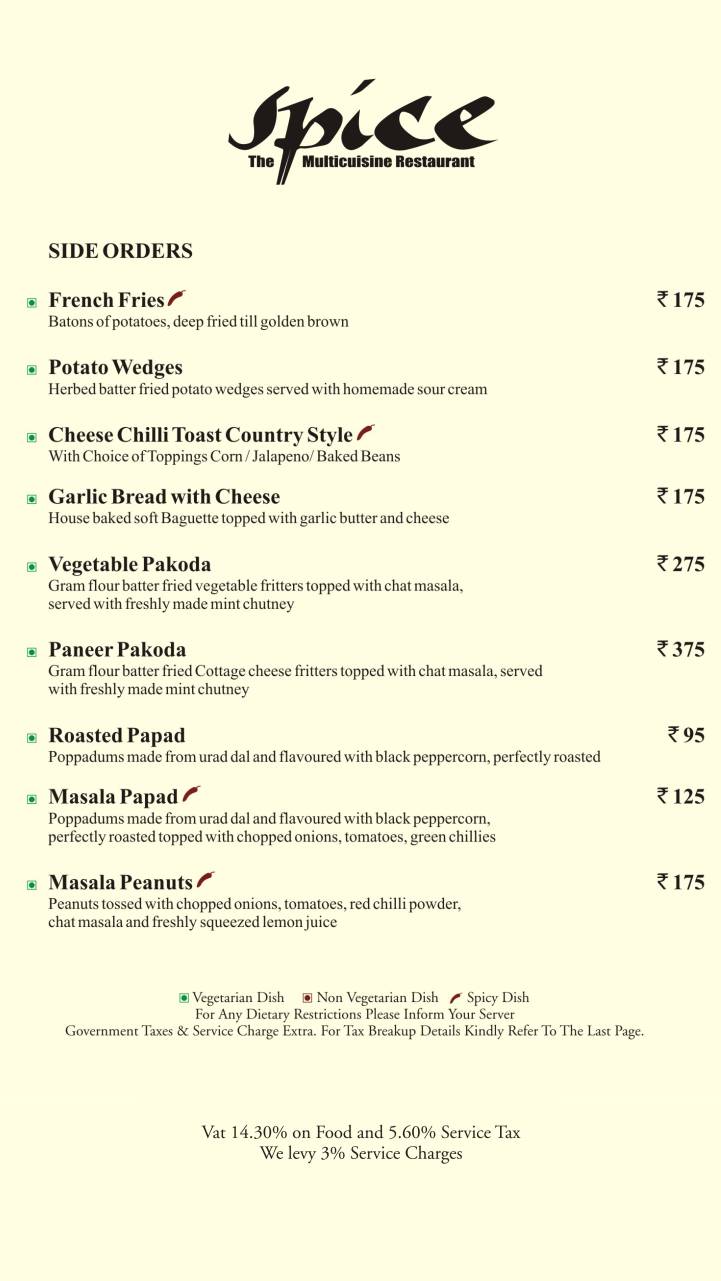 spice
The Multicuisine Restaurant
SIDE ORDERS
French Fries ₹ 175
Batons of potatoes, deep fried till golden brown
Potato Wedges ₹ 175
Herbed batter fried potato wedges served with homemade sour cream
Cheese Chilli Toast Country Style ₹ 175
With Choice of Toppings Corn / Jalapeno/ Baked Beans
Garlic Bread with Cheese ₹ 175
House baked soft Baguette topped with garlic butter and cheese
Vegetable Pakoda ₹ 275
Gram flour batter fried vegetable fritters topped with chat masala,
served with freshly made mint chutney
Paneer Pakoda ₹ 375
Gram flour batter fried Cottage cheese fritters topped with chat masala, served
with freshly made mint chutney
Roasted Papad ₹ 95
Poppadums made from urad dal and flavoured with black peppercorn, perfectly roasted
Masala Papad ₹ 125
Poppadums made from urad dal and flavoured with black peppercorn,
perfectly roasted topped with chopped onions, tomatoes, green chillies
Masala Peanuts ₹ 175
Peanuts tossed with chopped onions, tomatoes, red chilli powder,
chat masala and freshly squeezed lemon juice
Vegetarian Dish Non Vegetarian Dish Spicy Dish
For Any Dietary Restrictions Please Inform Your Server
Government Taxes & Service Charge Extra. For Tax Breakup Details Kindly Refer To The Last Page.
Vat 14.30% on Food and 5.60% Service Tax
We levy 3% Service Charges